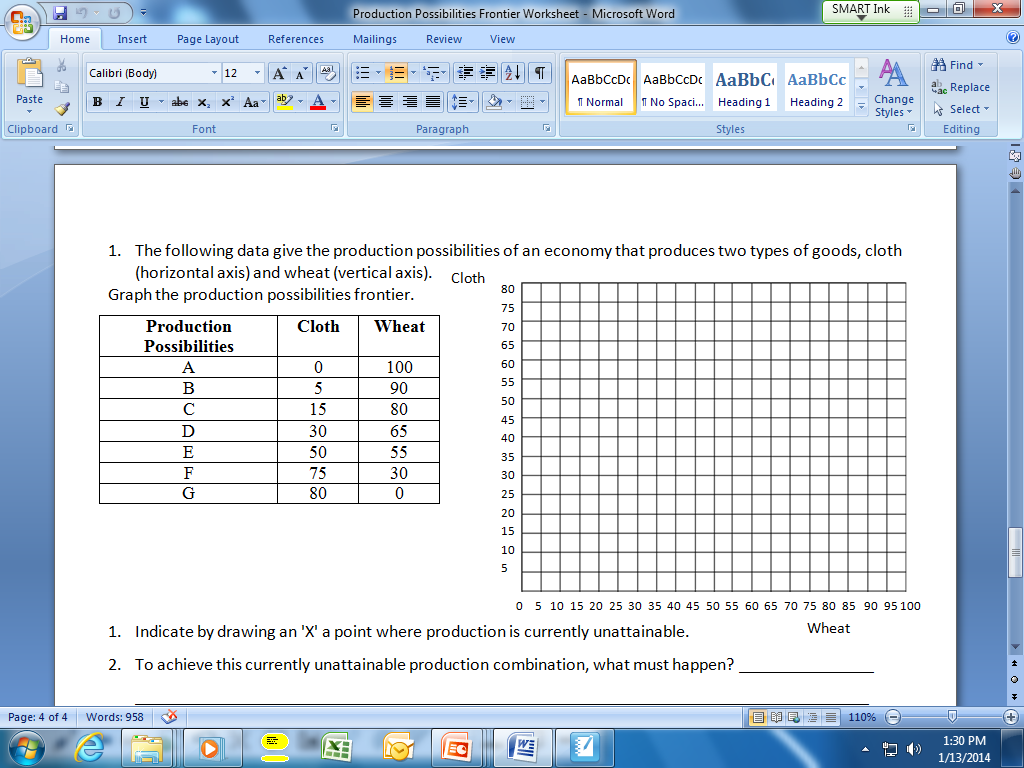 Production Possibilities Frontier Worksheet - Microsoft Word
SMART Ink
Home Insert Page Layout References Mailings Review View
Paste
Clipboard
Calibri (Body) 12
B I U abc X₂ X² Aa
Font
Paragraph
AaBbCcDc AaBbCcDc AaBbC AaBbCc
¶ Normal ¶ No Spaci... Heading 1 Heading 2
Change Styles
Styles
Find
Replace
Select
Editing
1. The following data give the production possibilities of an economy that produces two types of goods, cloth
(horizontal axis) and wheat (vertical axis).
Graph the production possibilities frontier.
Production Possibilities Cloth Wheat
A 0 100
B 5 90
C 15 80
D 30 65
E 50 55
F 75 30
G 80 0
Cloth
80
75
70
65
60
55
50
45
40
35
30
25
20
15
10
5
0 5 10 15 20 25 30 35 40 45 50 55 60 65 70 75 80 85 90 95 100
Wheat
1. Indicate by drawing an 'X' a point where production is currently unattainable.
2. To achieve this currently unattainable production combination, what must happen? _______________
Page: 4 of 4 Words: 958 110%
1:30 PM
1/13/2014